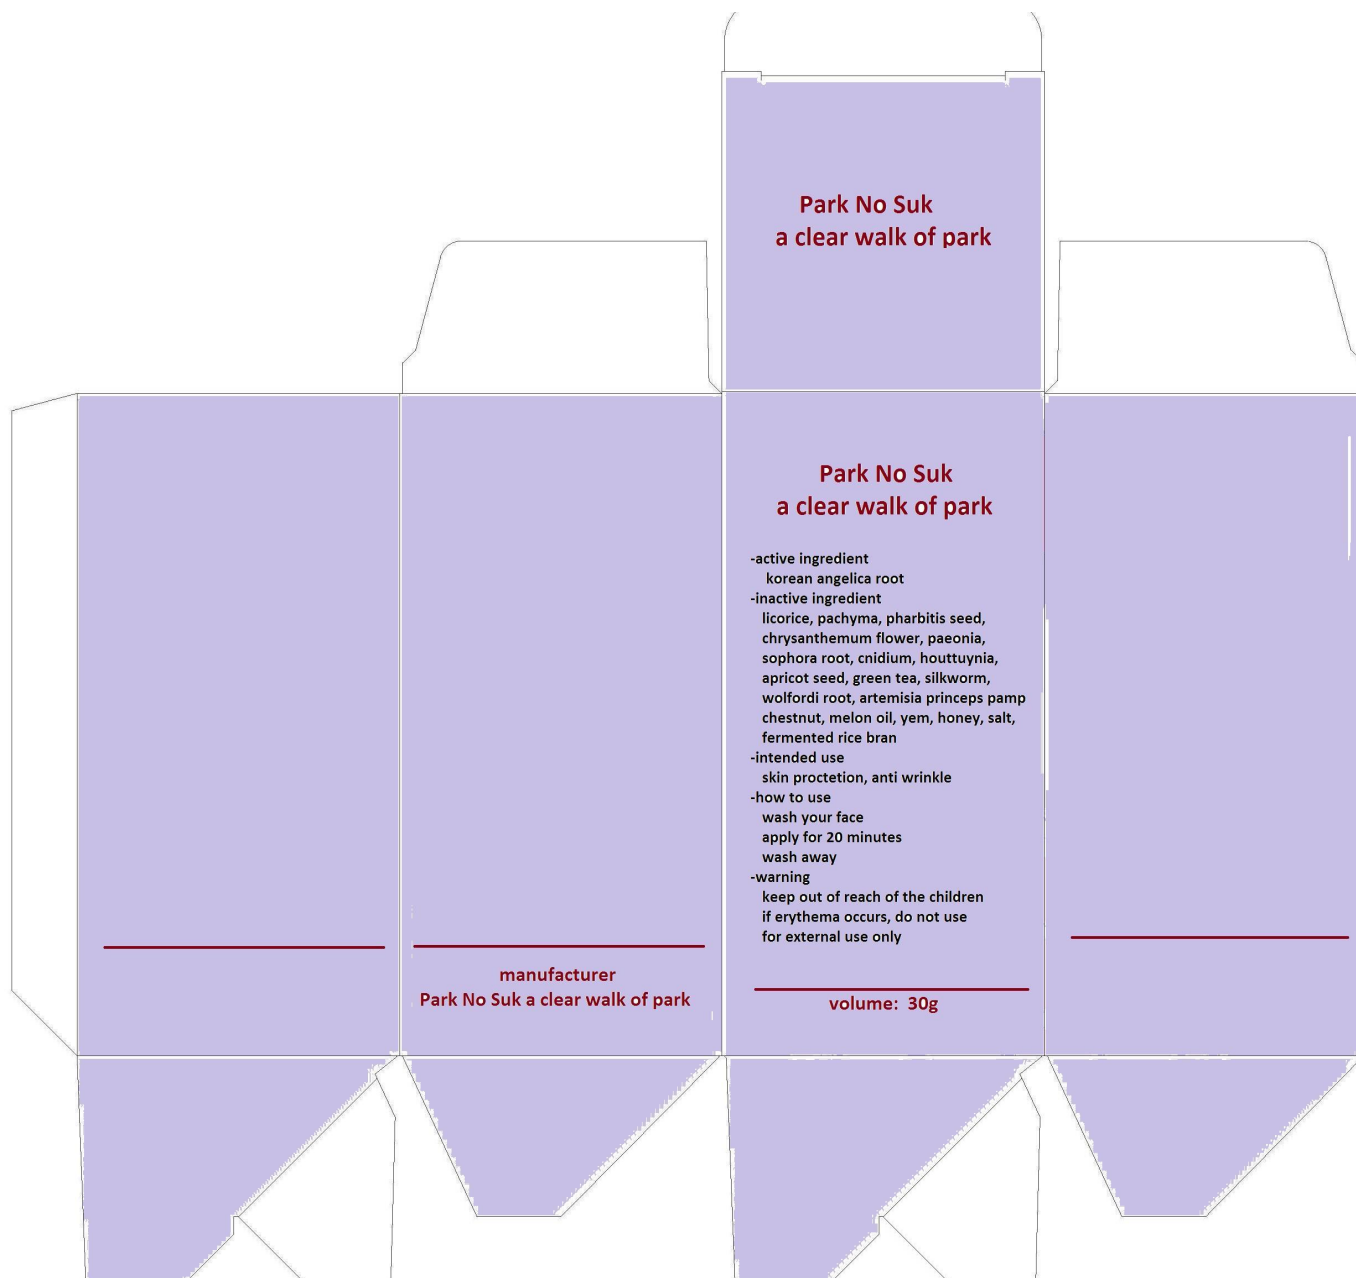 Park No Suk
a clear walk of park
Park No Suk
a clear walk of park
-active ingredient
korean angelica root
-inactive ingredient
licorice, pachyma, pharbitis seed,
chrysanthemum flower, paeonia,
sophora root, cnidium, houttuynia,
apricot seed, green tea, silkworm,
wolfordi root, artemisia princeps pamp
chestnut, melon oil, yem, honey, salt,
fermented rice bran
-intended use
skin proctetion, anti wrinkle
-how to use
wash your face
apply for 20 minutes
wash away
-warning
keep out of reach of the children
if erythema occurs, do not use
for external use only
manufacturer
Park No Suk a clear walk of park
volume:  30g